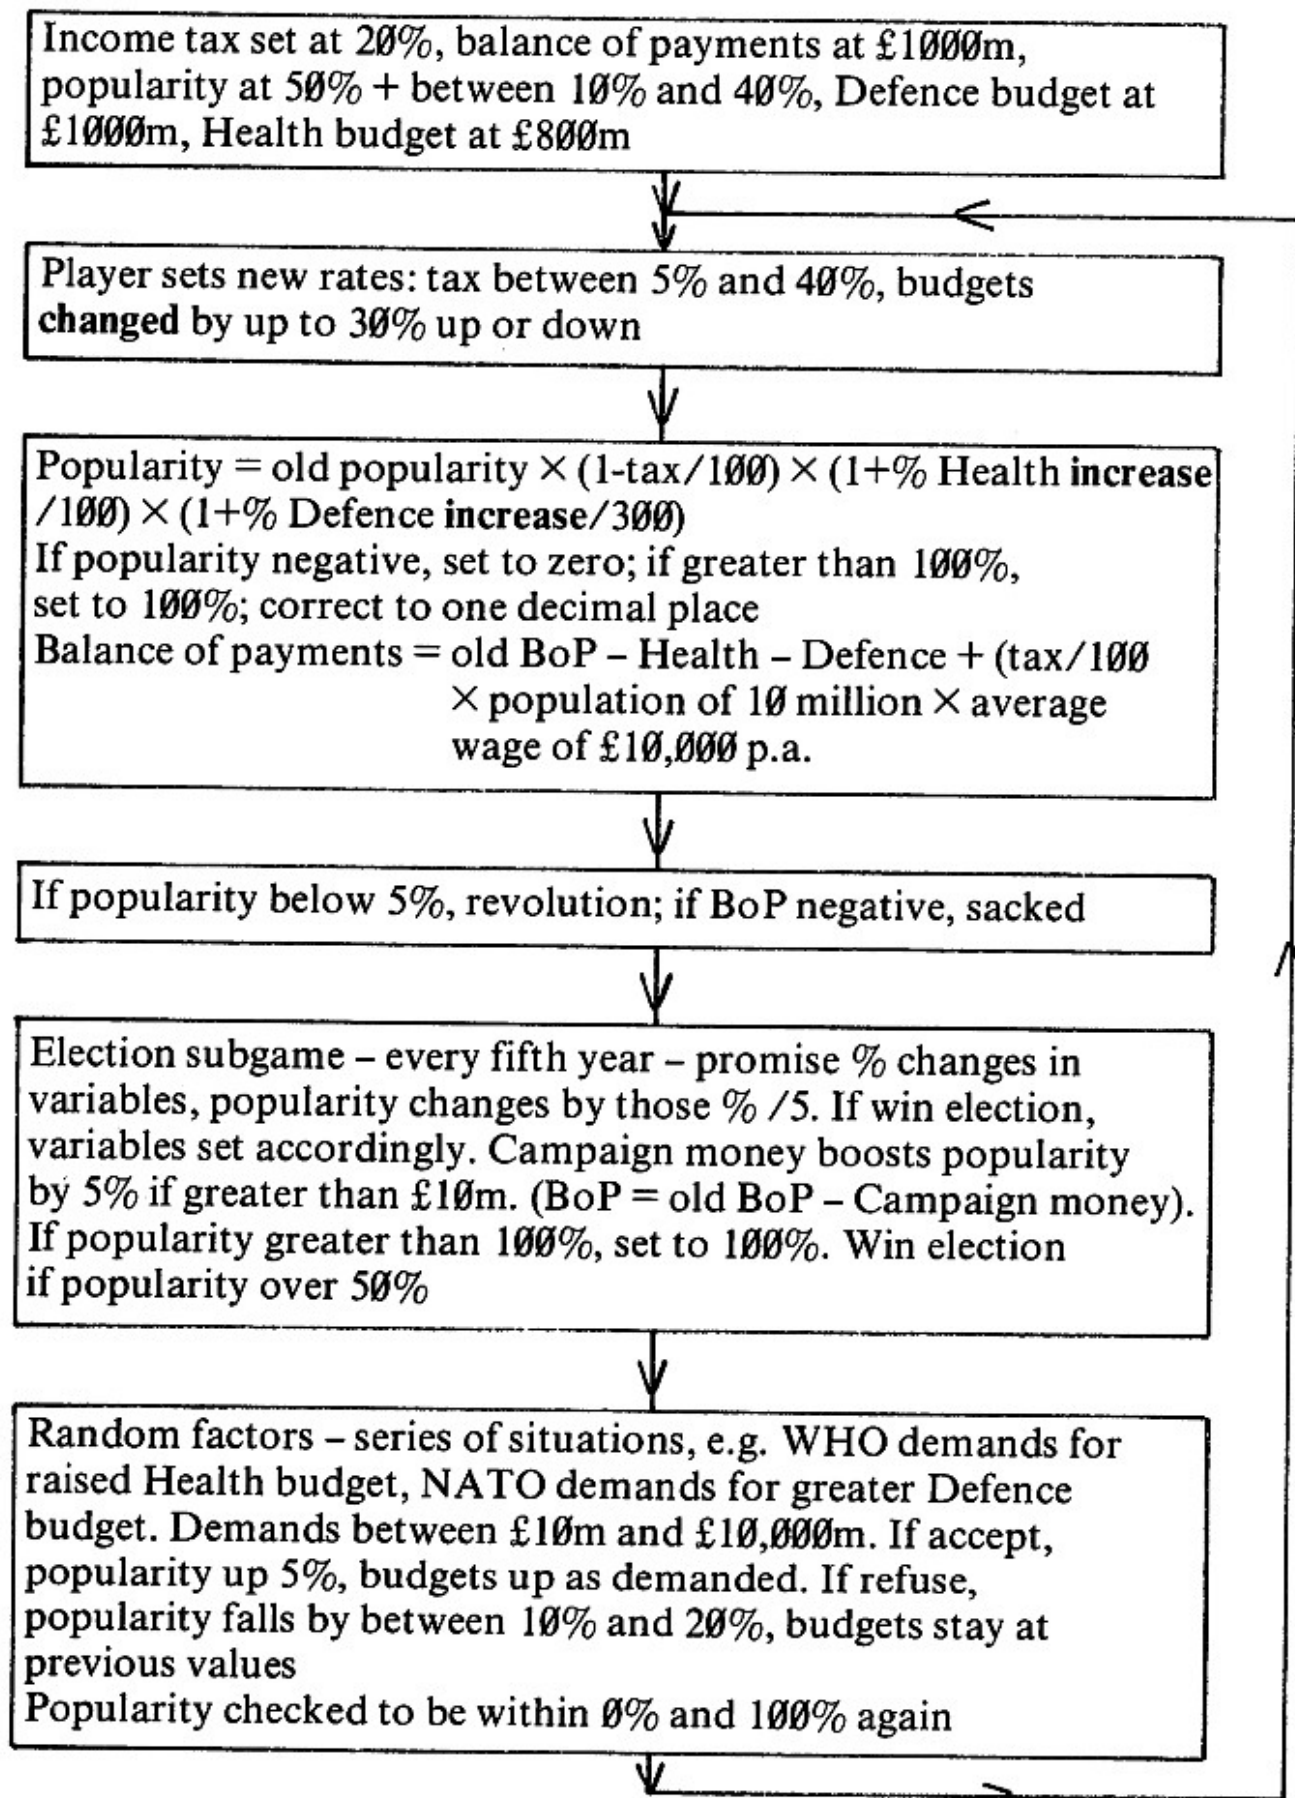 Income tax set at 20%, balance of payments at £1000m,
popularity at 50% + between 10% and 40%, Defence budget at
£1000m, Health budget at £800m
Player sets new rates: tax between 5% and 40%, budgets
changed by up to 30% up or down
Popularity = old popularity × (1-tax/100) × (1+% Health increase
/100) × (1+% Defence increase/300)
If popularity negative, set to zero; if greater than 100%,
set to 100%; correct to one decimal place
Balance of payments = old BoP – Health – Defence + (tax/100
× population of 10 million × average
wage of £10,000 p.a.
If popularity below 5%, revolution; if BoP negative, sacked
Election subgame – every fifth year – promise % changes in
variables, popularity changes by those % /5. If win election,
variables set accordingly. Campaign money boosts popularity
by 5% if greater than £10m. (BoP = old BoP – Campaign money).
If popularity greater than 100%, set to 100%. Win election
if popularity over 50%
Random factors – series of situations, e.g. WHO demands for
raised Health budget, NATO demands for greater Defence
budget. Demands between £10m and £10,000m. If accept,
popularity up 5%, budgets up as demanded. If refuse,
popularity falls by between 10% and 20%, budgets stay at
previous values
Popularity checked to be within 0% and 100% again